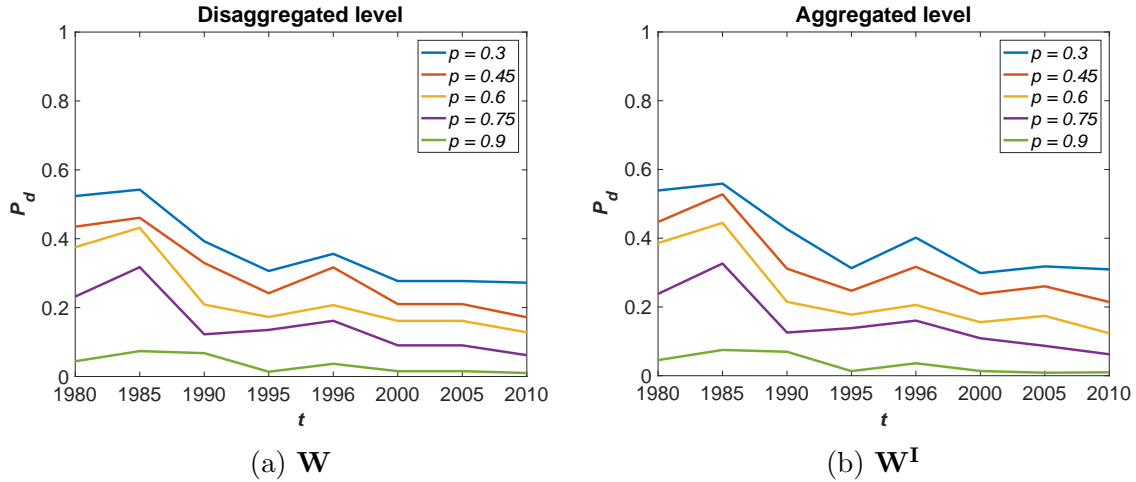 Disaggregated level
1
0.8
0.6
0.4
0.2
0
P_d
1980 1985 1990 1995 1996 2000 2005 2010
t
p = 0.3
p = 0.45
p = 0.6
p = 0.75
p = 0.9
(a) W
Aggregated level
1
0.8
0.6
0.4
0.2
0
P_d
1980 1985 1990 1995 1996 2000 2005 2010
t
p = 0.3
p = 0.45
p = 0.6
p = 0.75
p = 0.9
(b) W^I